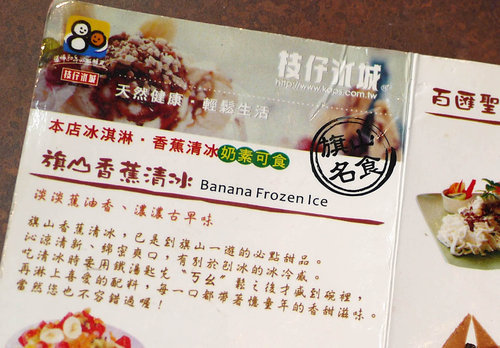 枝仔冰城
枝仔冰城
http://www.kaps.com.tw
天然健康·輕鬆生活
百匯聖
本店冰淇淋·香蕉清冰奶素可食
旗山名食
旗山香蕉清冰 Banana Frozen Ice
淡淡蕉油香、濃濃古早味
旗山香蕉清冰，已是到旗山一遊的必點甜品。
沁涼清新、綿密爽口，有別於刨冰的冰冷感。
吃清冰時要用鐵湯匙先“ㄎㄠ”鬆之後才盛到碗裡，
再淋上喜愛的配料，每一口都帶著憶童年的香甜滋味。
當然您也不容錯過喔！